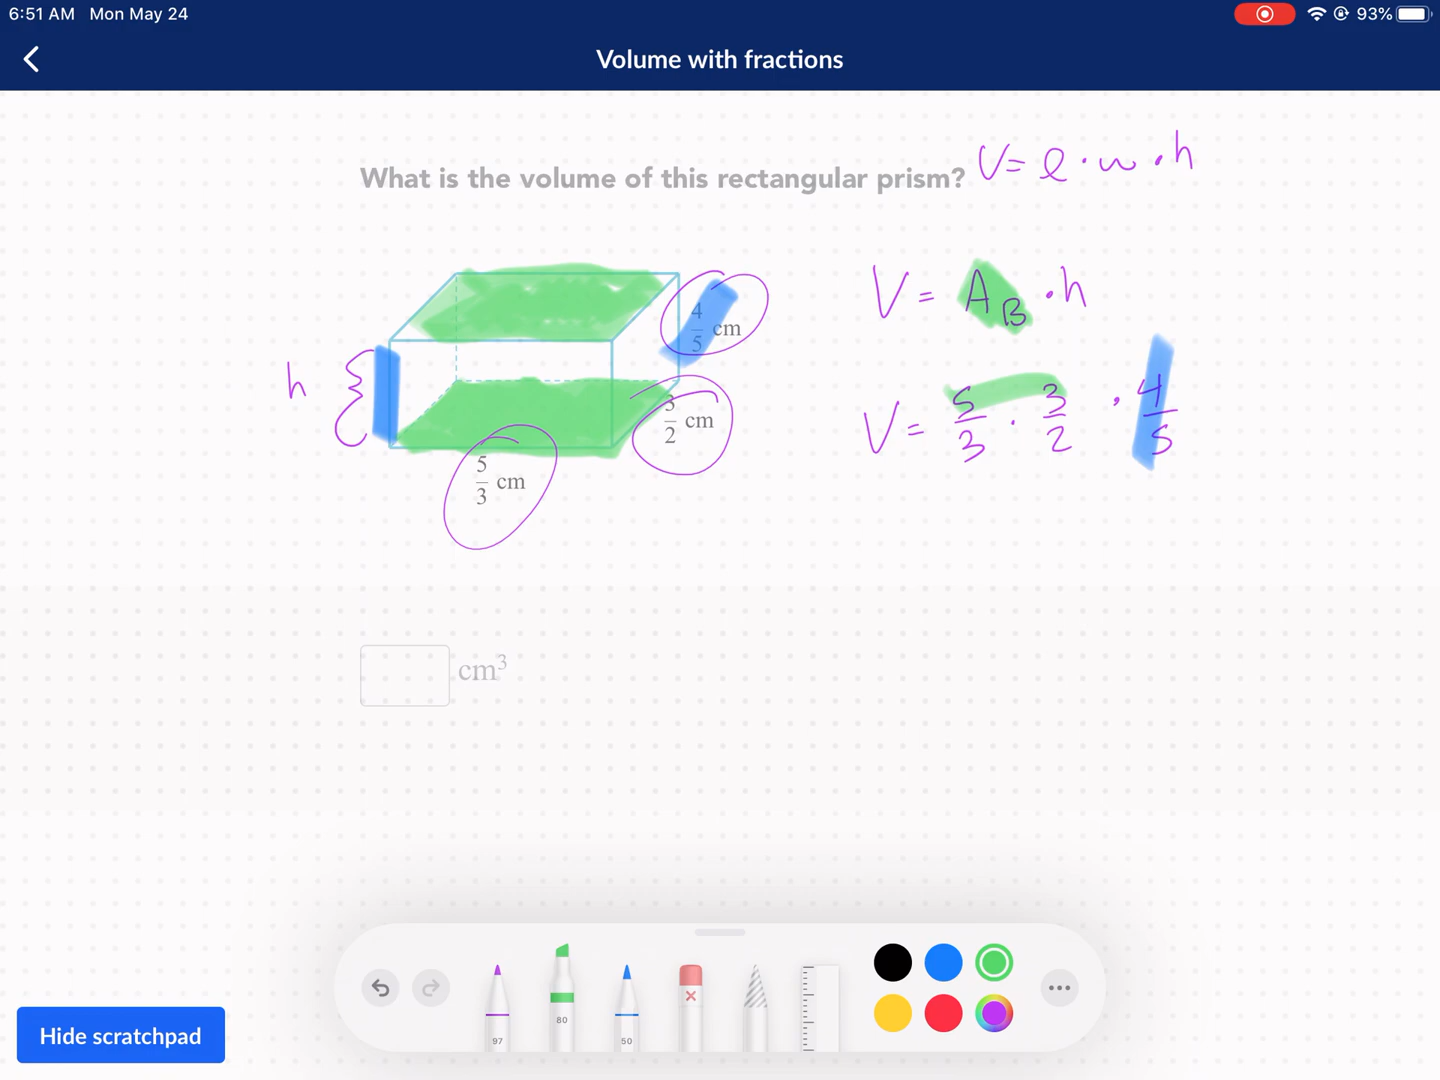 6:51 AM Mon May 24
93%
Volume with fractions
What is the volume of this rectangular prism?
V = l · w · h
V = A_B · h
4/5 cm
h
3/2 cm
V = 5/3 · 3/2 · 4/5
5/3 cm
cm³
97
80
50
Hide scratchpad